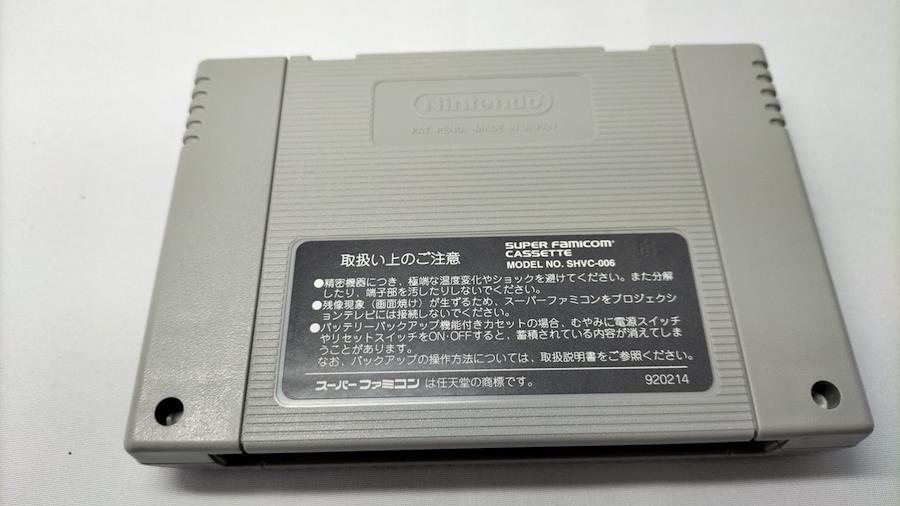 Nintendo
PAT. PEND. MADE IN JAPAN
取扱い上のご注意
SUPER Famicom
CASSETTE
MODEL NO. SHVC-006
●精密機器につき、極端な温度変化やショックを避けてください。また分解
したり、端子部を汚したりしないでください。
●残像現象（画面焼け）が生ずるため、スーパーファミコンをプロジェクシ
ョンテレビには接続しないでください。
●バッテリーバックアップ機能付きカセットの場合、むやみに電源スイッチ
やリセットスイッチをON・OFFすると、蓄積されている内容が消えてしま
うことがあります。
なお、バックアップの操作方法については、取扱説明書をご参照ください。
スーパーファミコンは任天堂の商標です。
920214